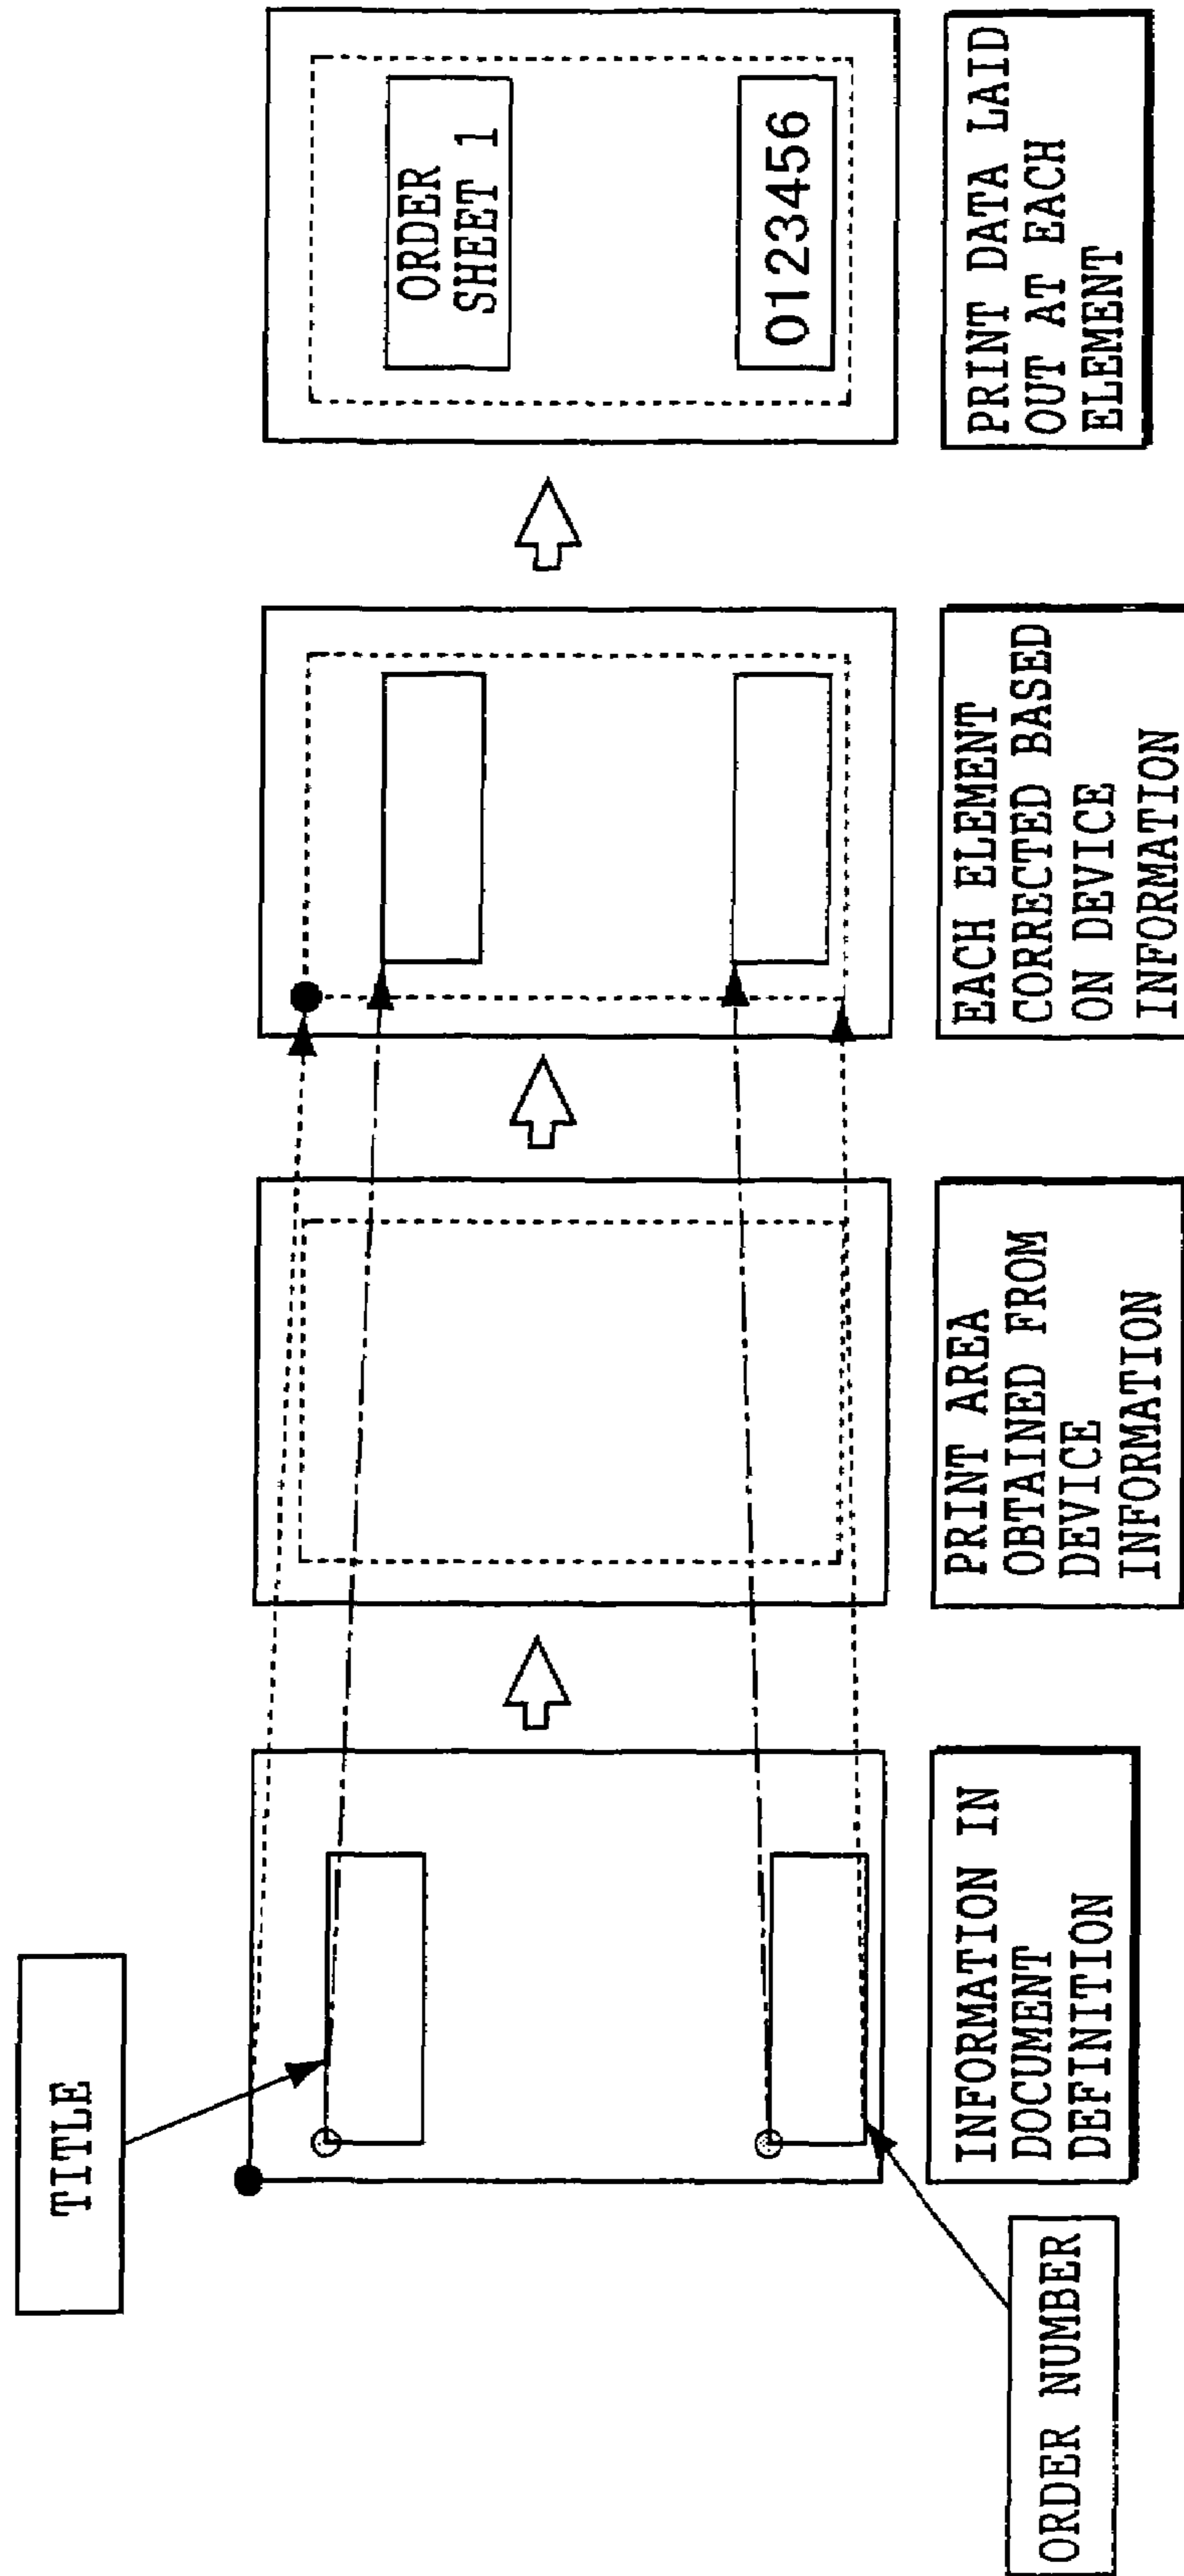 TITLE
ORDER NUMBER
INFORMATION IN
DOCUMENT
DEFINITION
PRINT AREA
OBTAINED FROM
DEVICE
INFORMATION
EACH ELEMENT
CORRECTED BASED
ON DEVICE
INFORMATION
ORDER
SHEET 1
0123456
PRINT DATA LAID
OUT AT EACH
ELEMENT